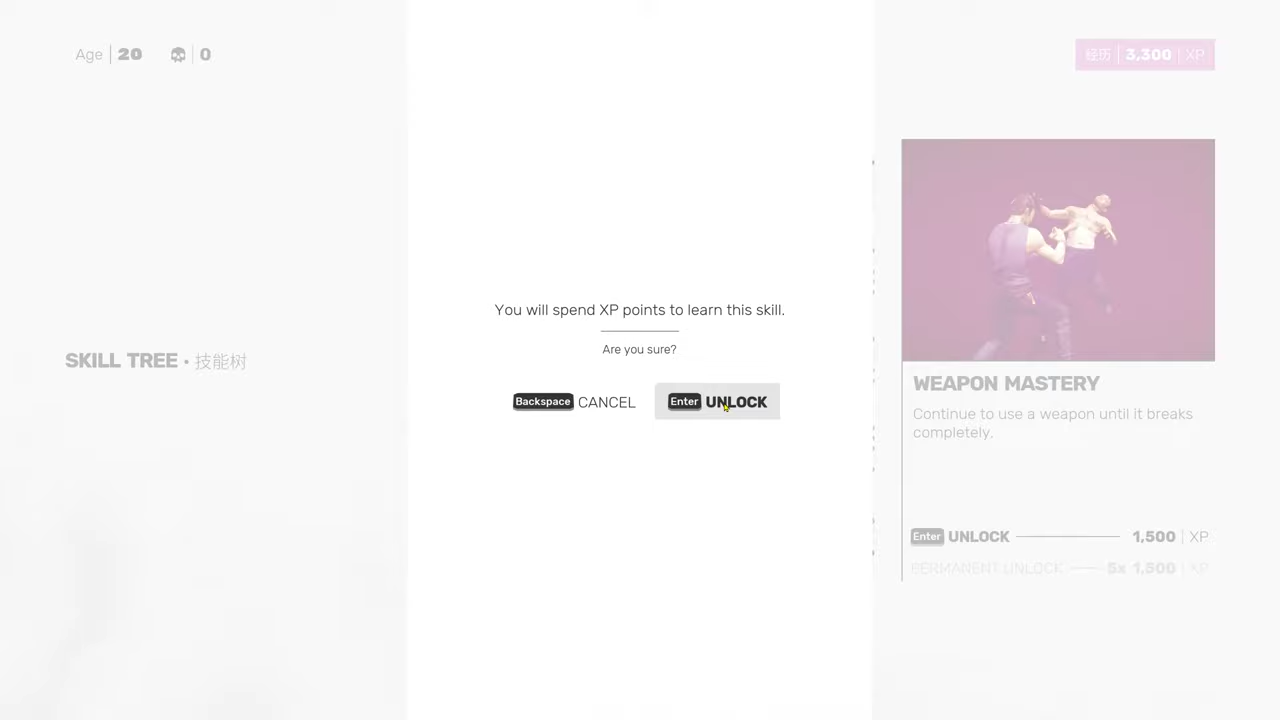 Age | 20 0
经历 | 3,300 | XP
You will spend XP points to learn this skill.
Are you sure?
Backspace CANCEL Enter UNLOCK
SKILL TREE • 技能树
WEAPON MASTERY
Continue to use a weapon until it breaks
completely.
Enter UNLOCK 1,500 | XP
PERMANENT UNLOCK 5x 1,500 | XP